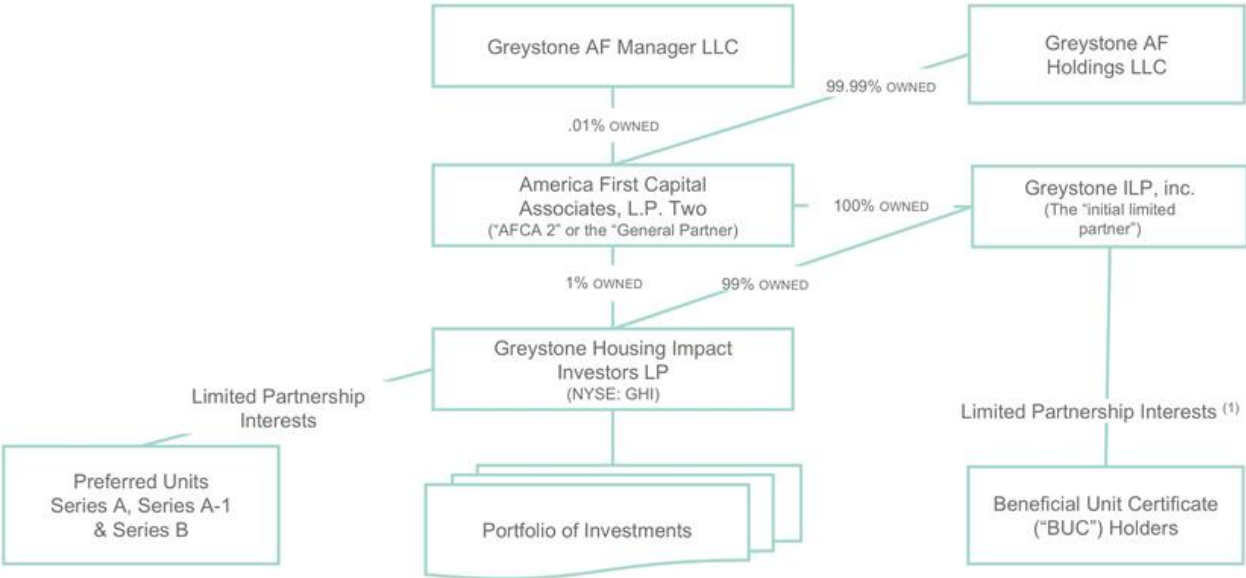 Greystone AF Manager LLC
Greystone AF
Holdings LLC
99.99% OWNED
.01% OWNED
America First Capital
Associates, L.P. Two
(“AFCA 2” or the “General Partner)
100% OWNED
Greystone ILP, inc.
(The “initial limited
partner”)
1% OWNED
99% OWNED
Greystone Housing Impact
Investors LP
(NYSE: GHI)
Limited Partnership
Interests
Limited Partnership Interests (1)
Preferred Units
Series A, Series A-1
& Series B
Portfolio of Investments
Beneficial Unit Certificate
(“BUC”) Holders